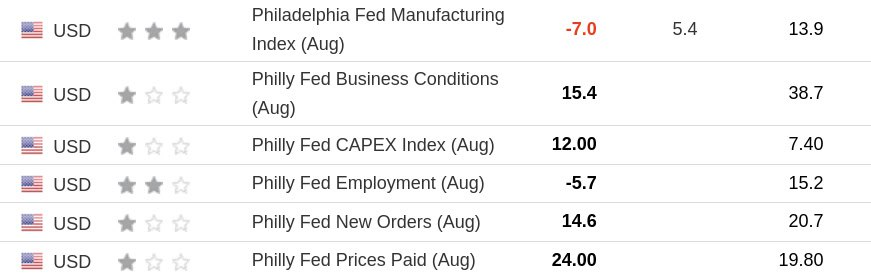 USD Philadelphia Fed Manufacturing Index (Aug) -7.0 5.4 13.9
USD Philly Fed Business Conditions (Aug) 15.4 38.7
USD Philly Fed CAPEX Index (Aug) 12.00 7.40
USD Philly Fed Employment (Aug) -5.7 15.2
USD Philly Fed New Orders (Aug) 14.6 20.7
USD Philly Fed Prices Paid (Aug) 24.00 19.80